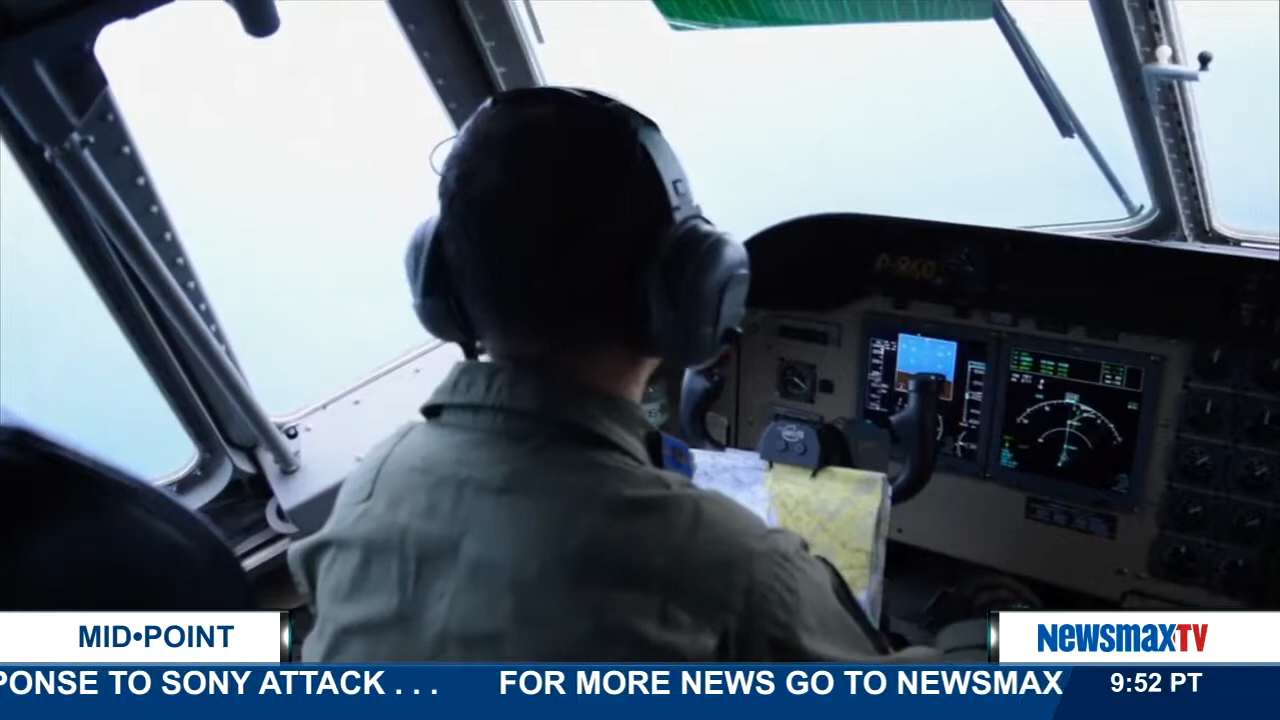 MID•POINT
NEWSMAXTV
PONSE TO SONY ATTACK . . . FOR MORE NEWS GO TO NEWSMAX
9:52 PT